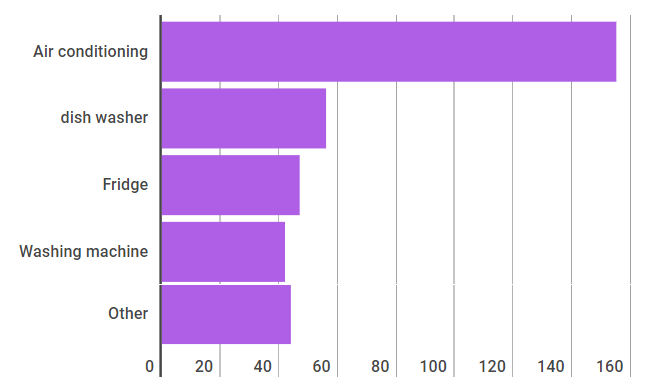 Air conditioning
dish washer
Fridge
Washing machine
Other
0 20 40 60 80 100 120 140 160